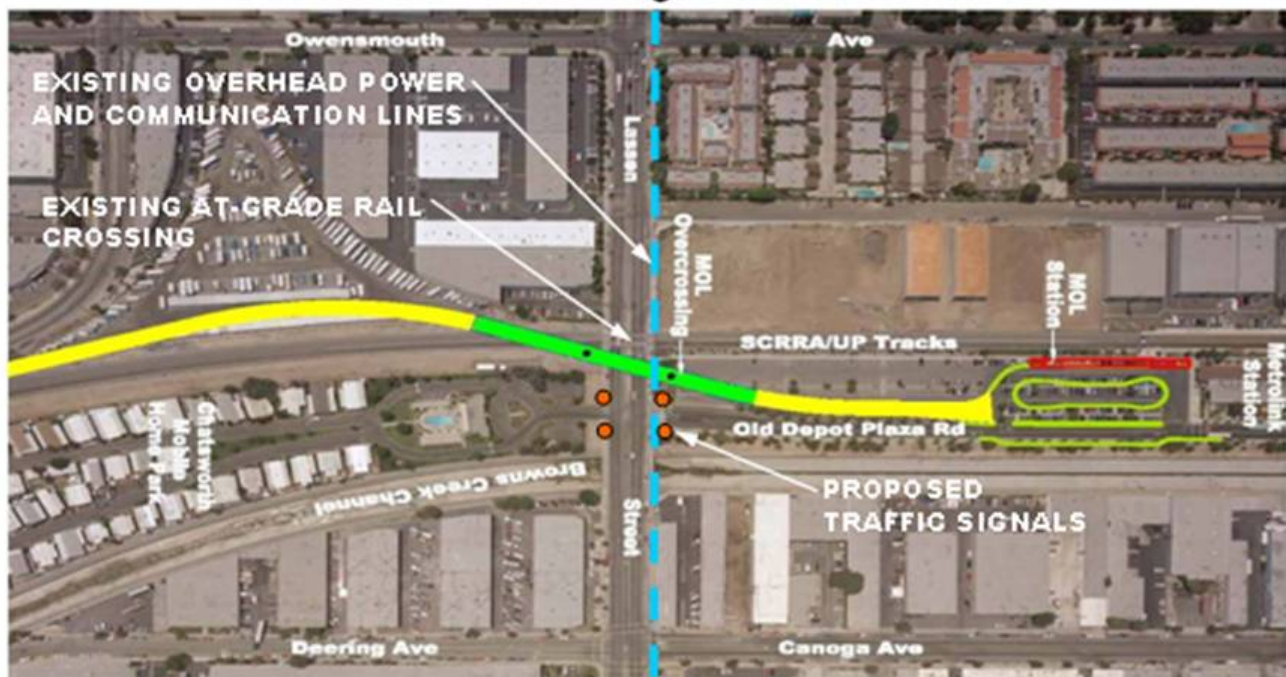 Owensmouth
Ave
EXISTING OVERHEAD POWER
AND COMMUNICATION LINES
Lassen
EXISTING AT-GRADE RAIL
CROSSING
MOL
Overcrossing
MOL
Station
SCRRA/UP Tracks
Metrolink
Station
Chatsworth
Mobile
Home Park
Old Depot Plaza Rd
Browns Creek Channel
PROPOSED
TRAFFIC SIGNALS
Street
Deering Ave
Canoga Ave